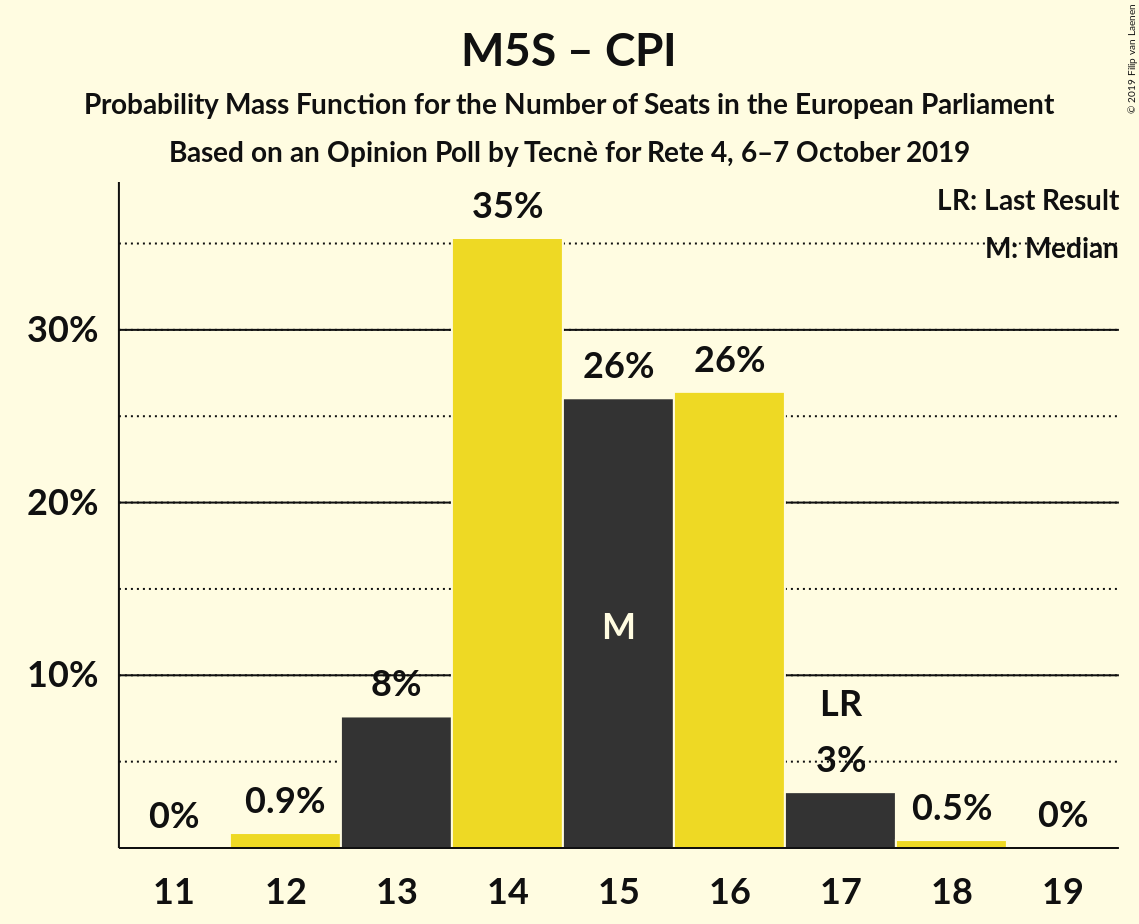 M5S – CPI
Probability Mass Function for the Number of Seats in the European Parliament
Based on an Opinion Poll by Tecnè for Rete 4, 6–7 October 2019
© 2019 Filip van Laenen
LR: Last Result
M: Median
30%
20%
10%
0%
0.9%
8%
35%
26%
M
26%
LR
3%
0.5%
0%
11 12 13 14 15 16 17 18 19